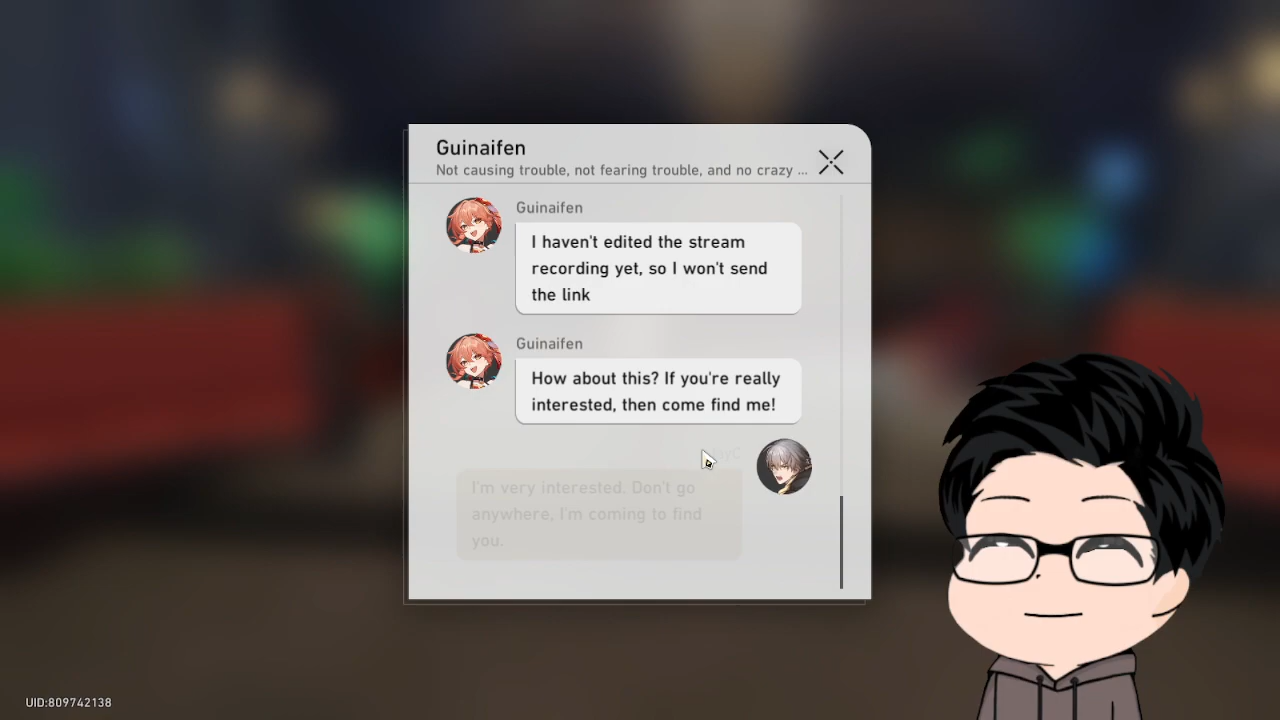 Guinaifen
Not causing trouble, not fearing trouble, and no crazy ...
Guinaifen
I haven't edited the stream
recording yet, so I won't send
the link
Guinaifen
How about this? If you're really
interested, then come find me!
I'm very interested. Don't go
anywhere, I'm coming to find
you.
UID:809742138